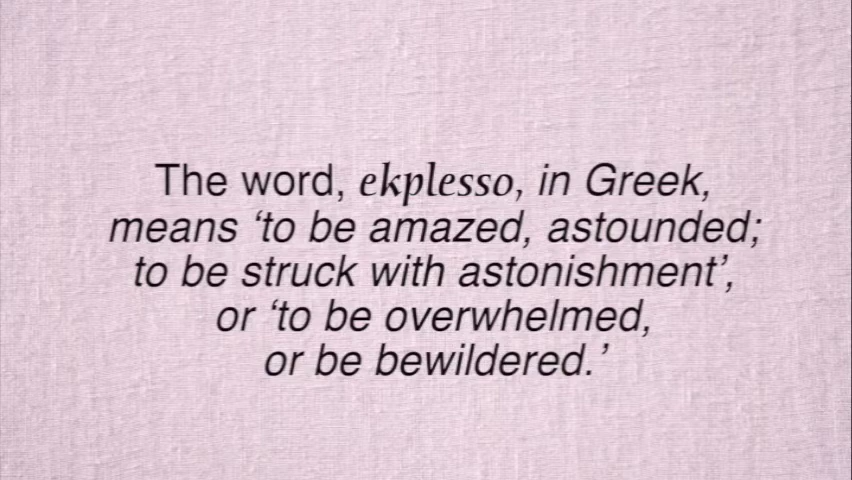 The word, ekplesso, in Greek,
means ‘to be amazed, astounded;
to be struck with astonishment’,
or ‘to be overwhelmed,
or be bewildered.’